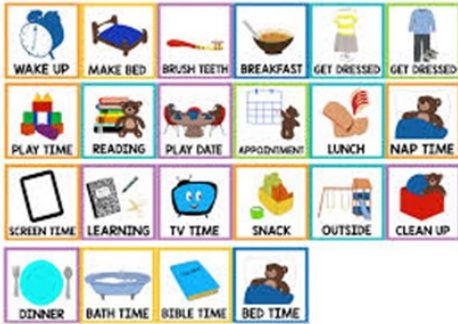 WAKE UP
MAKE BED
BRUSH TEETH
BREAKFAST
GET DRESSED
GET DRESSED
PLAY TIME
READING
PLAY DATE
APPOINTMENT
LUNCH
NAP TIME
SCREEN TIME
LEARNING
TV TIME
SNACK
OUTSIDE
CLEAN UP
DINNER
BATH TIME
BIBLE TIME
BED TIME